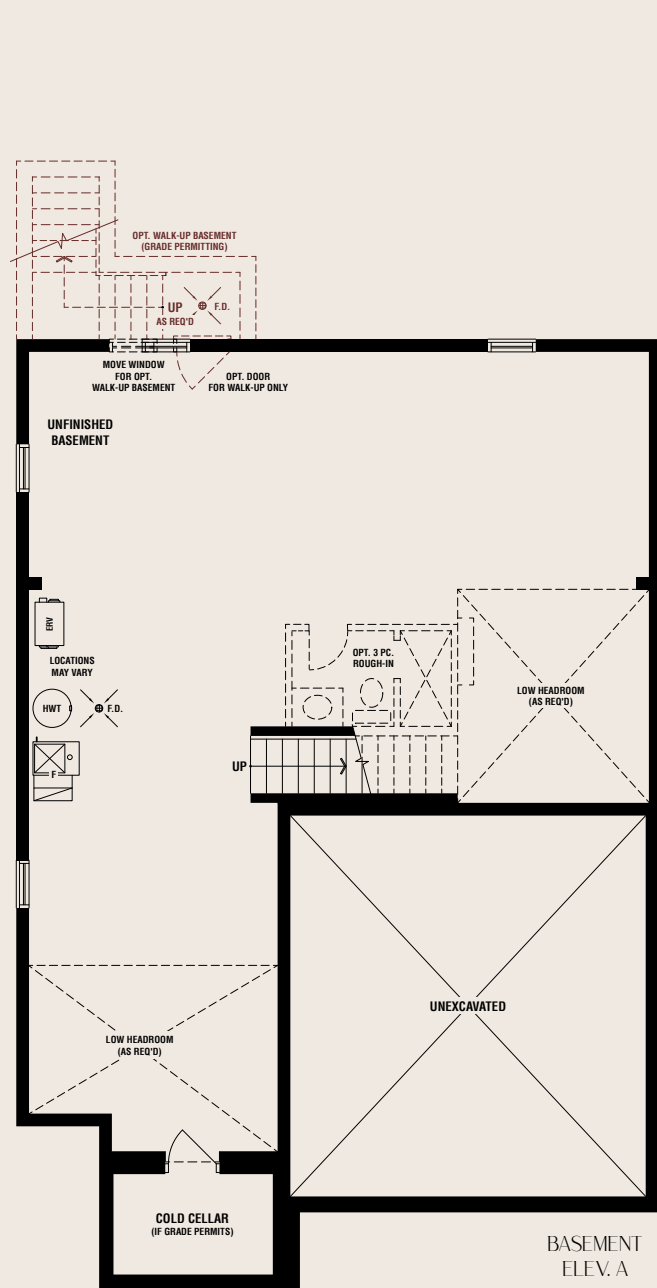 OPT. WALK-UP BASEMENT
(GRADE PERMITTING)
UP
AS REQ'D
F.D.
MOVE WINDOW
FOR OPT.
WALK-UP BASEMENT
OPT. DOOR
FOR WALK-UP ONLY
UNFINISHED
BASEMENT
ERV
LOCATIONS
MAY VARY
HWT
F.D.
F
OPT. 3 PC.
ROUGH-IN
LOW HEADROOM
(AS REQ'D)
UP
UNEXCAVATED
LOW HEADROOM
(AS REQ'D)
COLD CELLAR
(IF GRADE PERMITS)
BASEMENT
ELEV. A